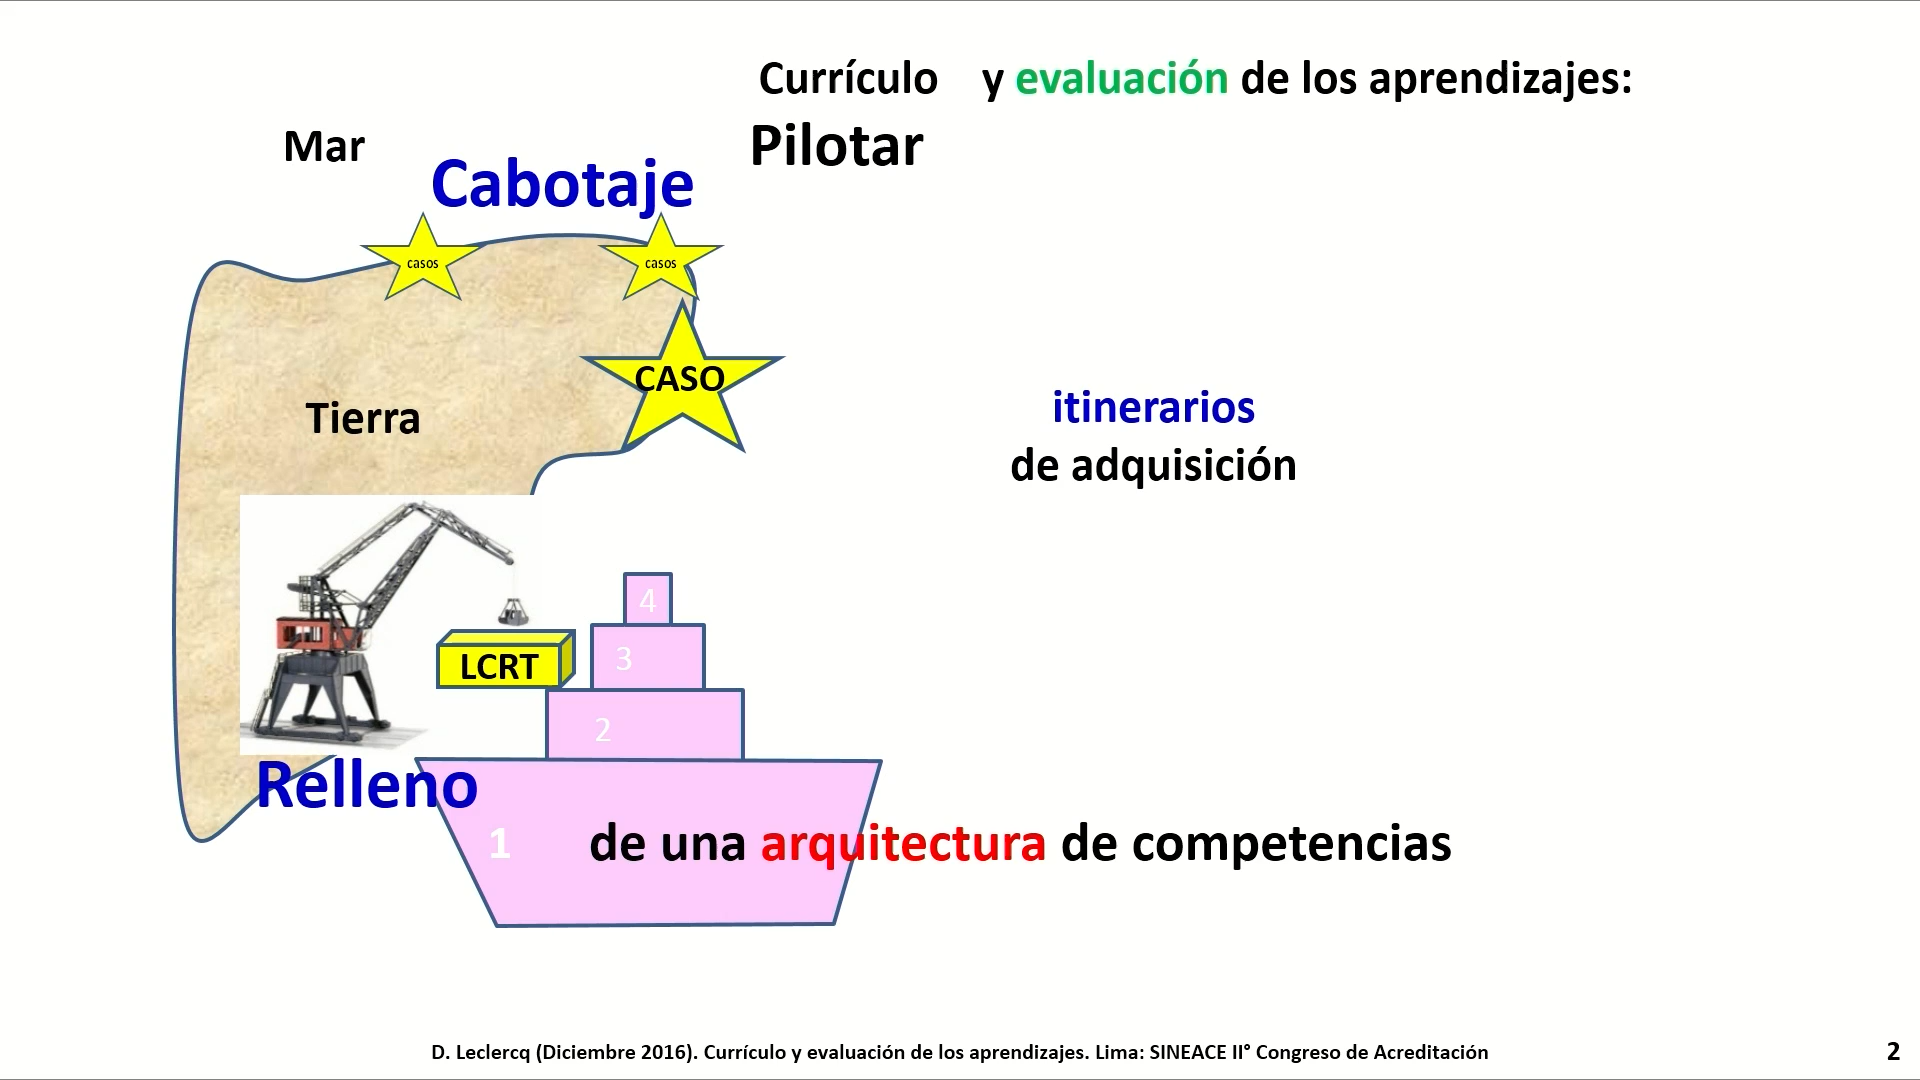 Currículo y evaluación de los aprendizajes:
Mar
Pilotar
Cabotaje
casos
casos
CASO
Tierra
itinerarios
de adquisición
4
3
LCRT
2
Relleno
1
de una arquitectura de competencias
D. Leclercq (Diciembre 2016). Currículo y evaluación de los aprendizajes. Lima: SINEACE II° Congreso de Acreditación
2